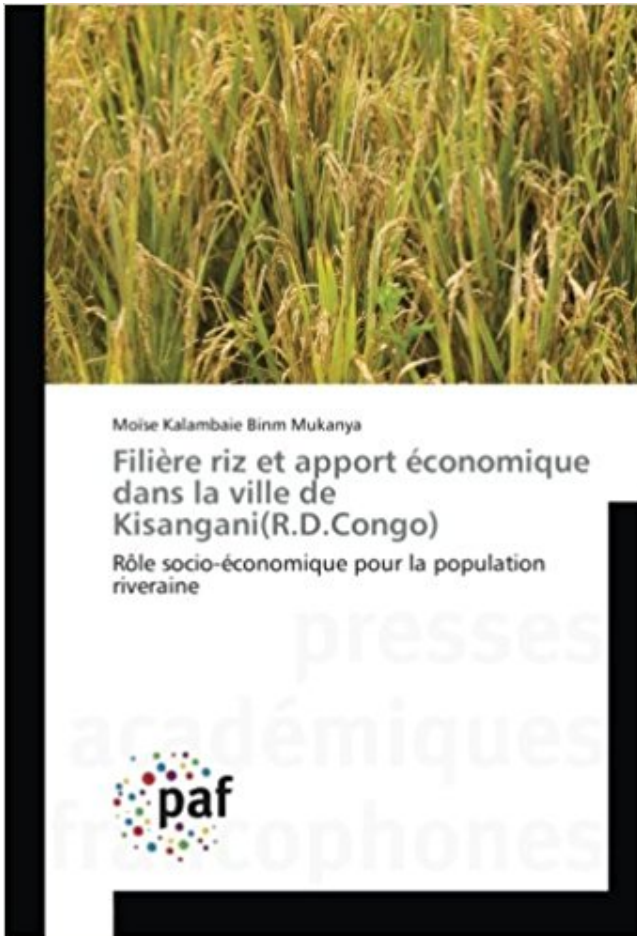 Moïse Kalambaie Binm Mukanya
Filière riz et apport économique
dans la ville de
Kisangani(R.D.Congo)
Rôle socio-économique pour la population
riveraine
presses
académiques
francophones
paf